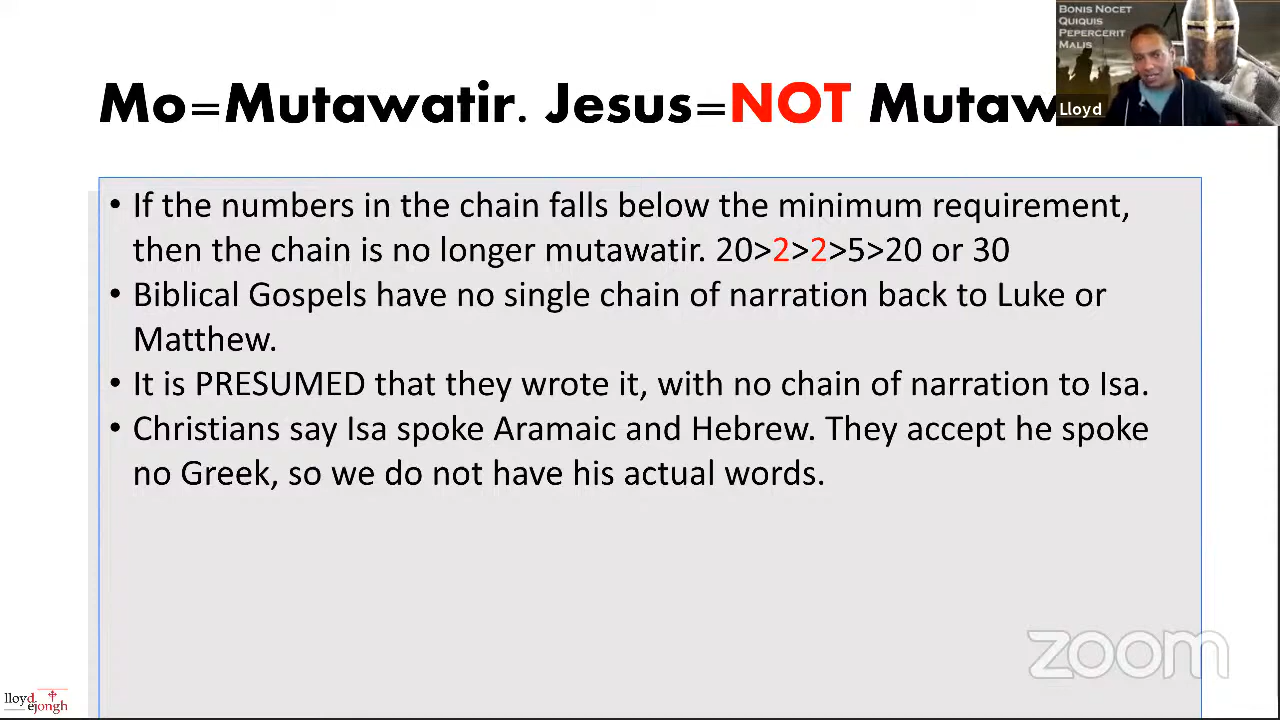 Bonis Nocet
Quiquis
Pepercerit
Malis
Lloyd
Mo=Mutawatir. Jesus=NOT Mutaw
• If the numbers in the chain falls below the minimum requirement,
then the chain is no longer mutawatir. 20>2>2>5>20 or 30
• Biblical Gospels have no single chain of narration back to Luke or
Matthew.
• It is PRESUMED that they wrote it, with no chain of narration to Isa.
• Christians say Isa spoke Aramaic and Hebrew. They accept he spoke
no Greek, so we do not have his actual words.
zoom
lloyd
ejongh